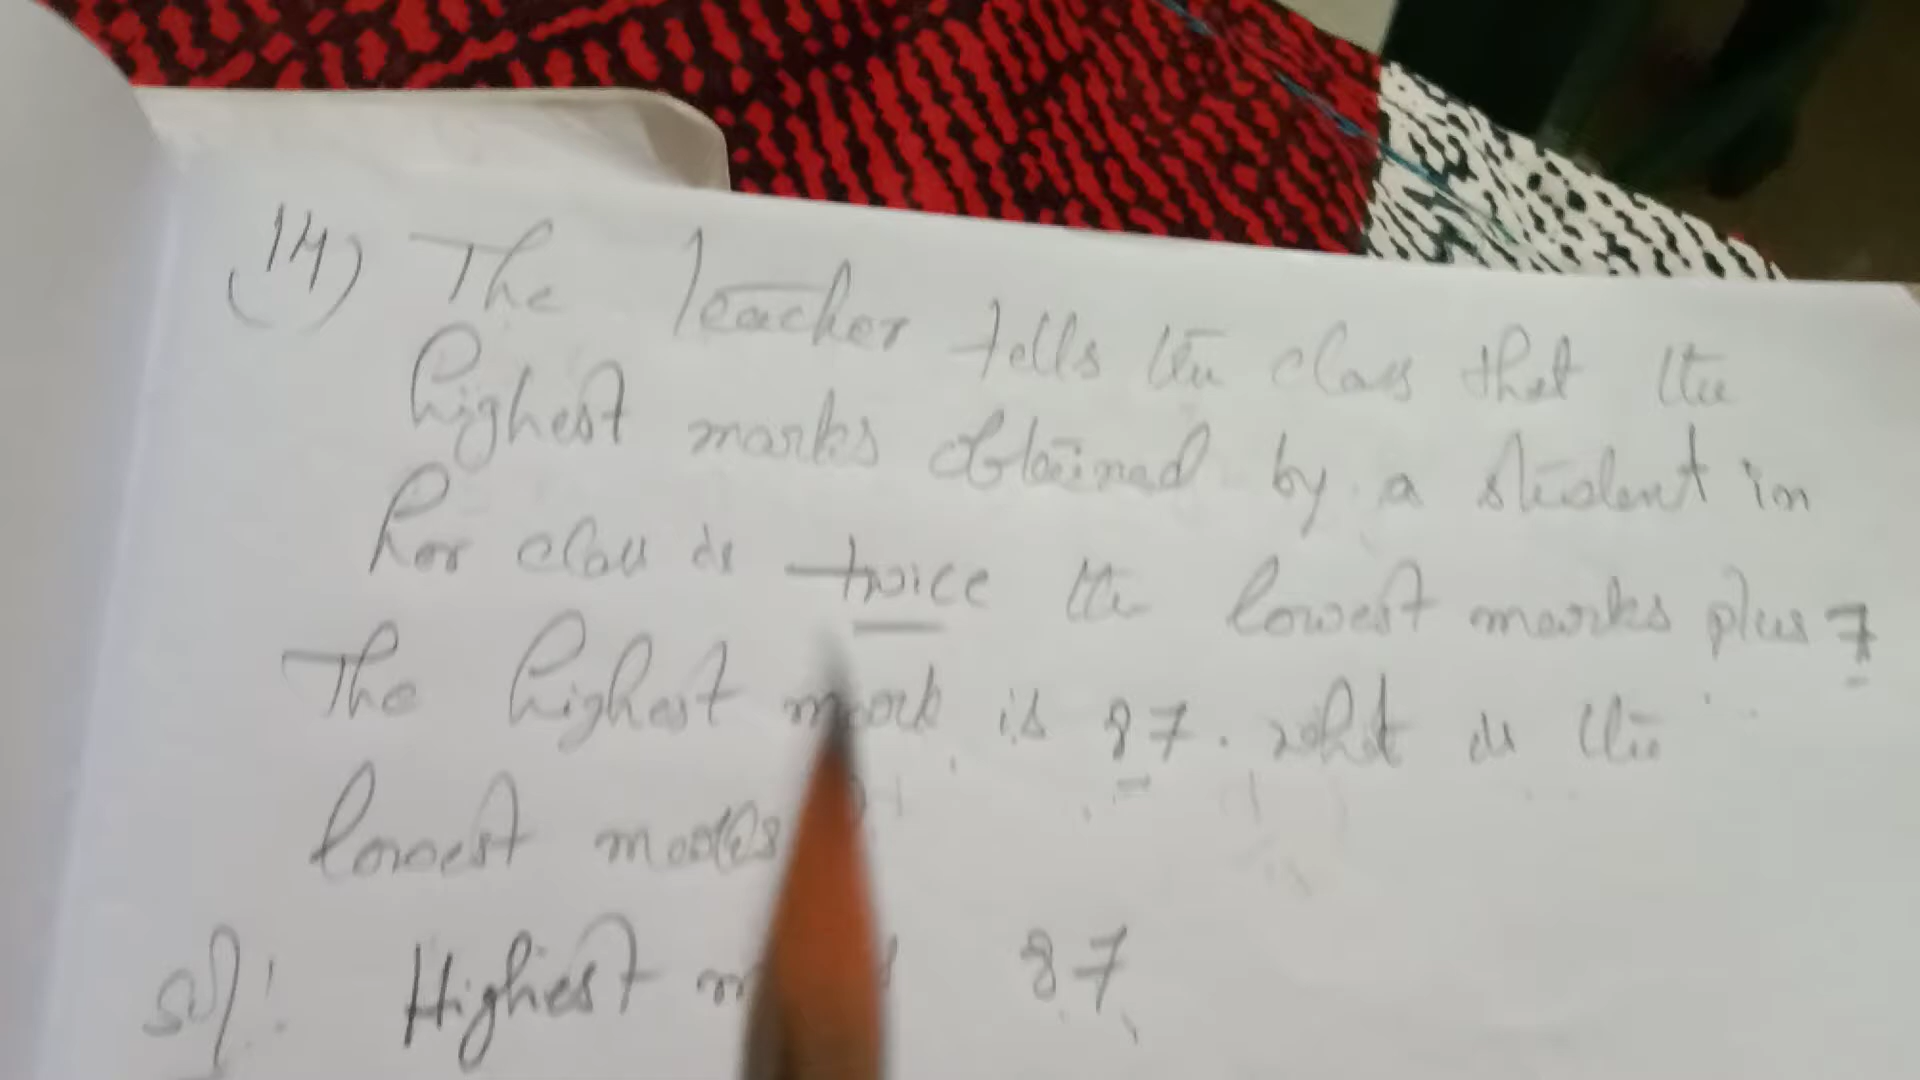 14) The Teacher tells the class that the
highest marks obtained by a student in
her class is twice the lowest marks plus 7
The highest mark is 87. what is the
lowest marks
sol: Highest 87